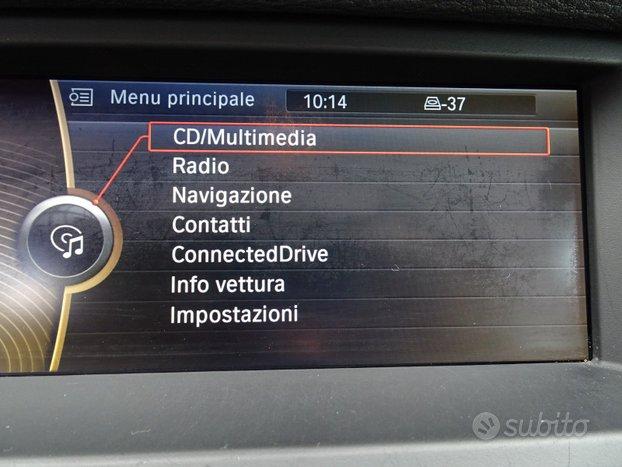 Menu principale 10:14 -37
CD/Multimedia
Radio
Navigazione
Contatti
ConnectedDrive
Info vettura
Impostazioni
subito